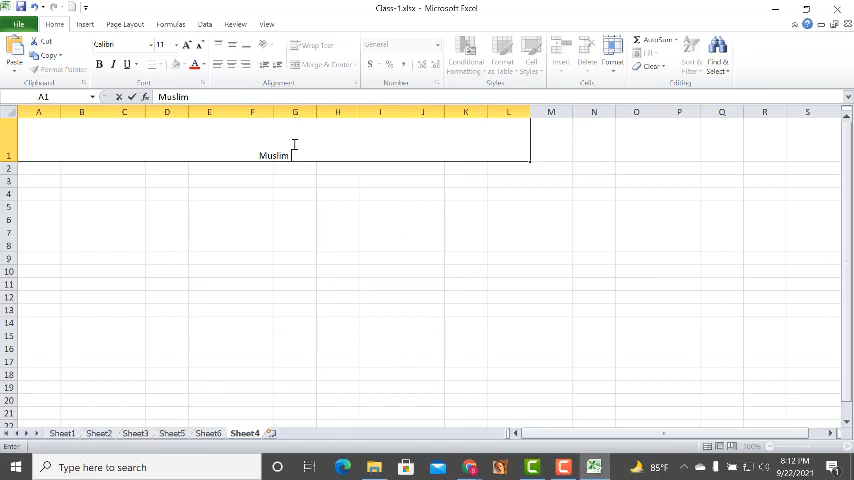 Class-1.xlsx - Microsoft Excel
File Home Insert Page Layout Formulas Data Review View
Paste Cut Copy Format Painter Clipboard
Calibri 11 B I U Font
Wrap Text Merge & Center Alignment
General $ % , Number
Conditional Formatting Format Table Cell Styles Styles
Insert Delete Format Cells
Σ AutoSum Fill Clear Sort & Filter Find & Select Editing
A1 fx Muslim
A B C D E F G H I J K L M N O P Q R S
1 Muslim
2
3
4
5
6
7
8
9
10
11
12
13
14
15
16
17
18
19
20
21
22
Sheet1 Sheet2 Sheet3 Sheet5 Sheet6 Sheet4
Enter 100%
Type here to search 85°F 8:12 PM
9/22/2021